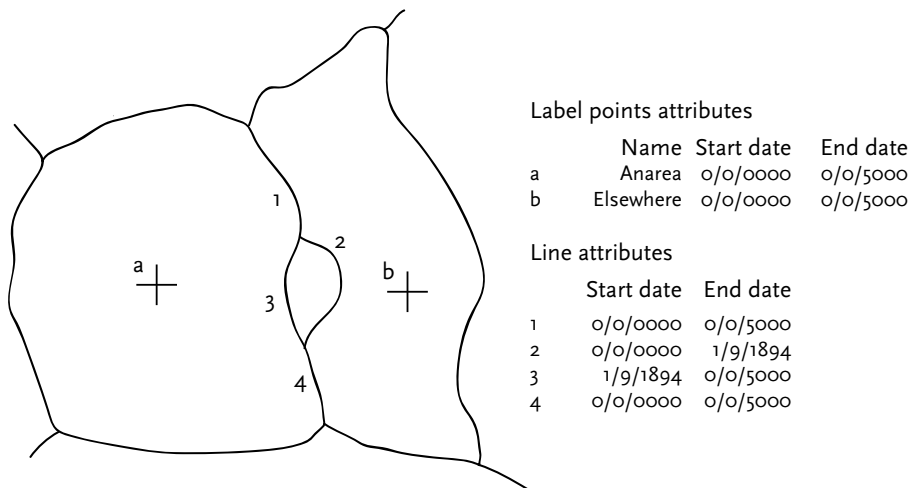 Label points attributes
Name Start date End date
a Anarea 0/0/0000 0/0/5000
b Elsewhere 0/0/0000 0/0/5000
Line attributes
Start date End date
1 0/0/0000 0/0/5000
2 0/0/0000 1/9/1894
3 1/9/1894 0/0/5000
4 0/0/0000 0/0/5000
1
2
a
b
3
4